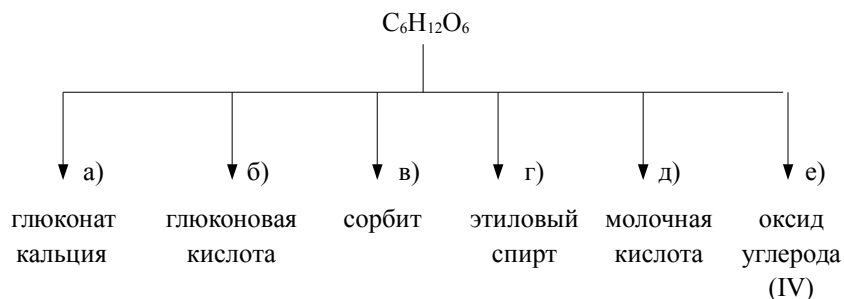 C₆H₁₂O₆
а) б) в) г) д) е)
глюконат глюконовая сорбит этиловый молочная оксид
кальция кислота спирт кислота углерода
(IV)